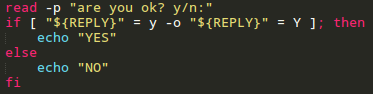 read -p "are you ok? y/n:"
if [ "${REPLY}" = y -o "${REPLY}" = Y ]; then
    echo "YES"
else
    echo "NO"
fi